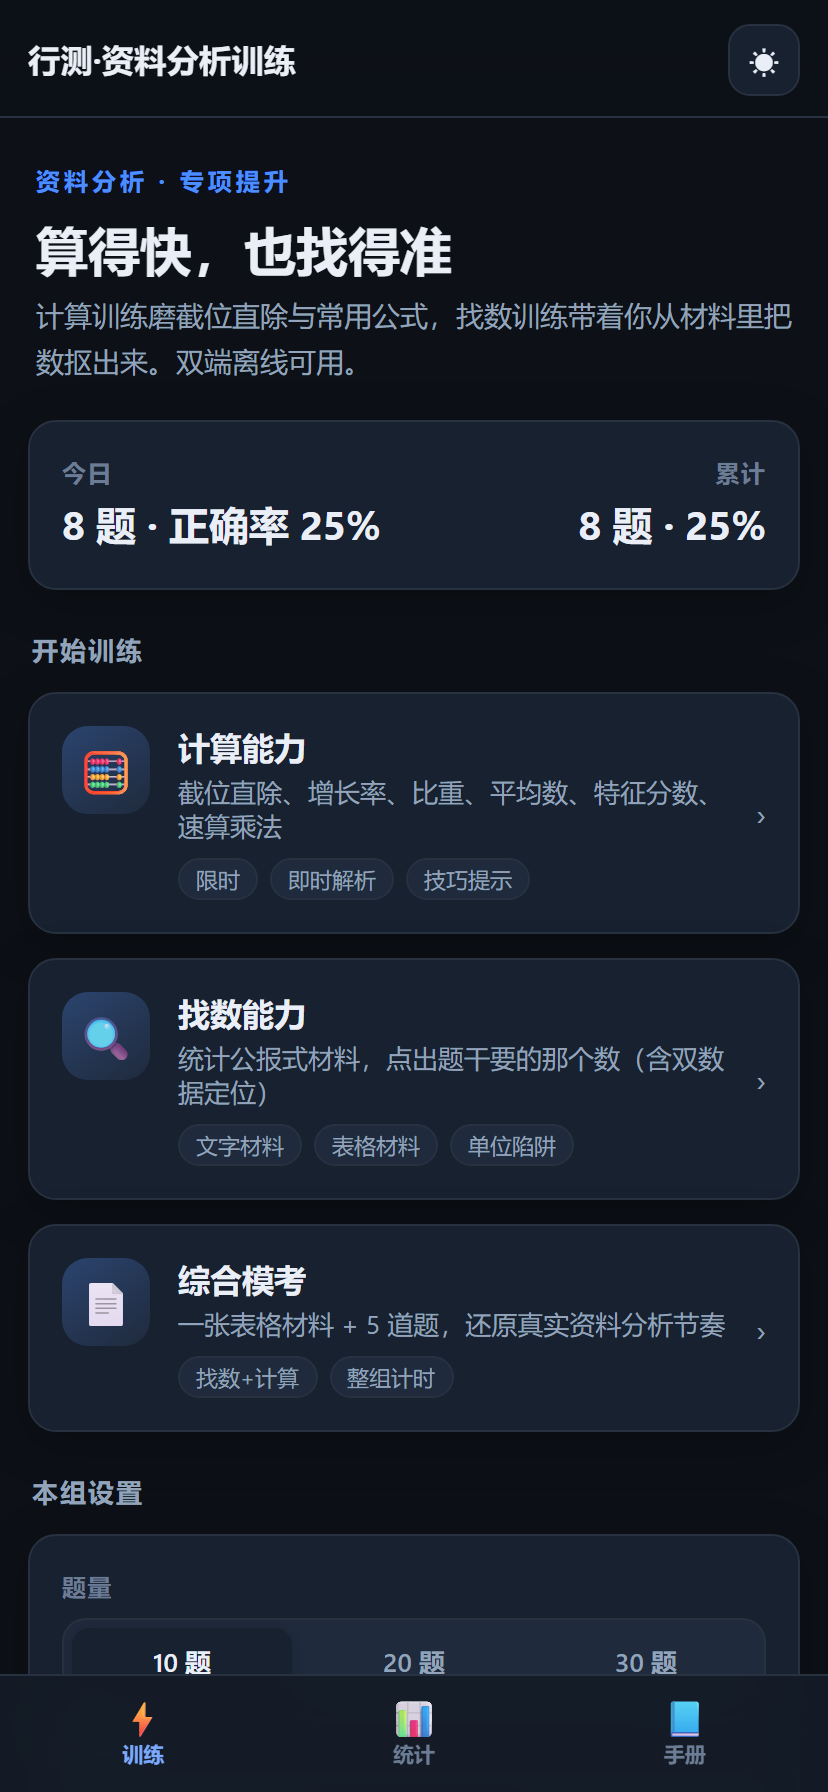 行测·资料分析训练
资料分析 · 专项提升
算得快，也找得准
计算训练磨截位直除与常用公式，找数训练带着你从材料里把
数抠出来。双端离线可用。
今日
累计
8 题 · 正确率 25%
8 题 · 25%
开始训练
计算能力
截位直除、增长率、比重、平均数、特征分数、
速算乘法
›
限时
即时解析
技巧提示
找数能力
统计公报式材料，点出题干要的那个数（含双数
据定位）
›
文字材料
表格材料
单位陷阱
综合模考
一张表格材料 + 5 道题，还原真实资料分析节奏
›
找数+计算
整组计时
本组设置
题量
10 题
20 题
30 题
训练
统计
手册